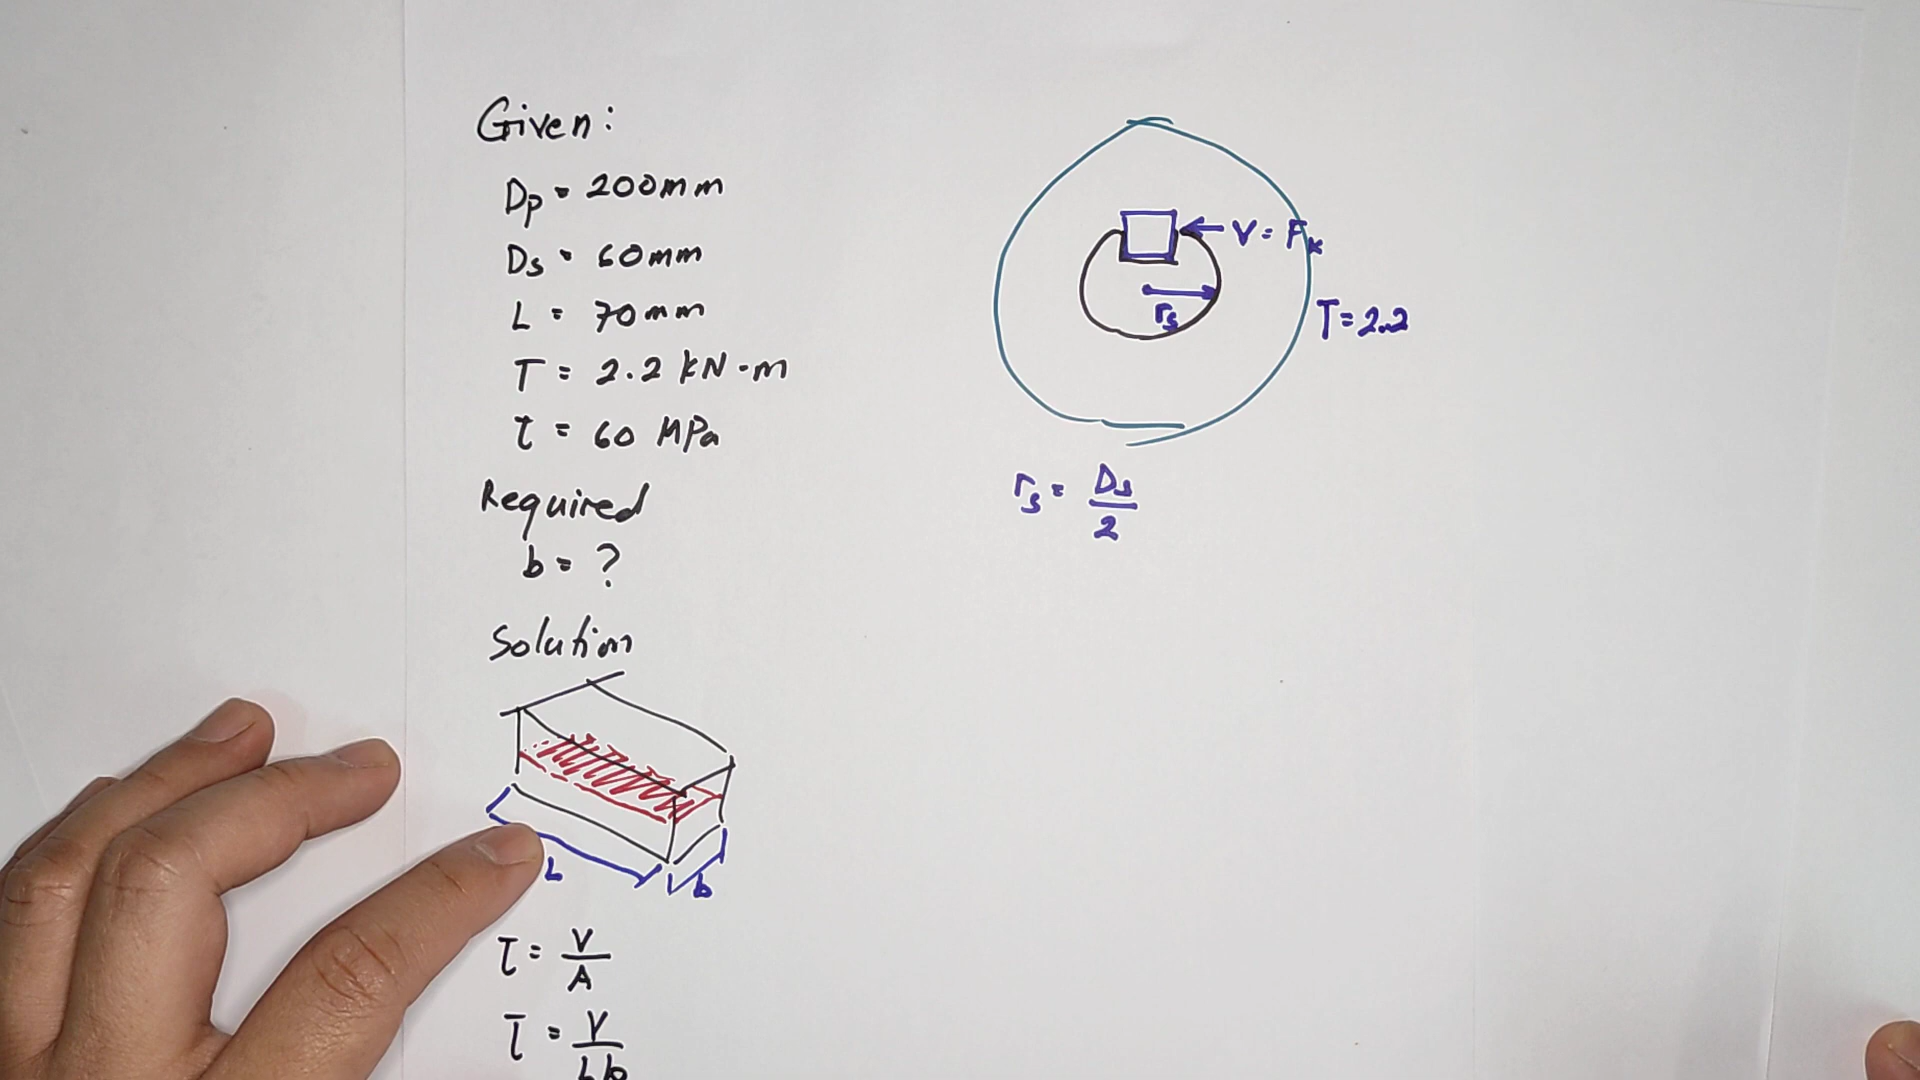 Given:
Dp = 200mm
Ds = 60mm
L = 70mm
T = 2.2 kN-m
τ = 60 MPa
Required
b = ?
Solution
L
b
τ = V/A
τ = V/Lb
V = Fk
rs
T = 2.2
rs = Ds/2